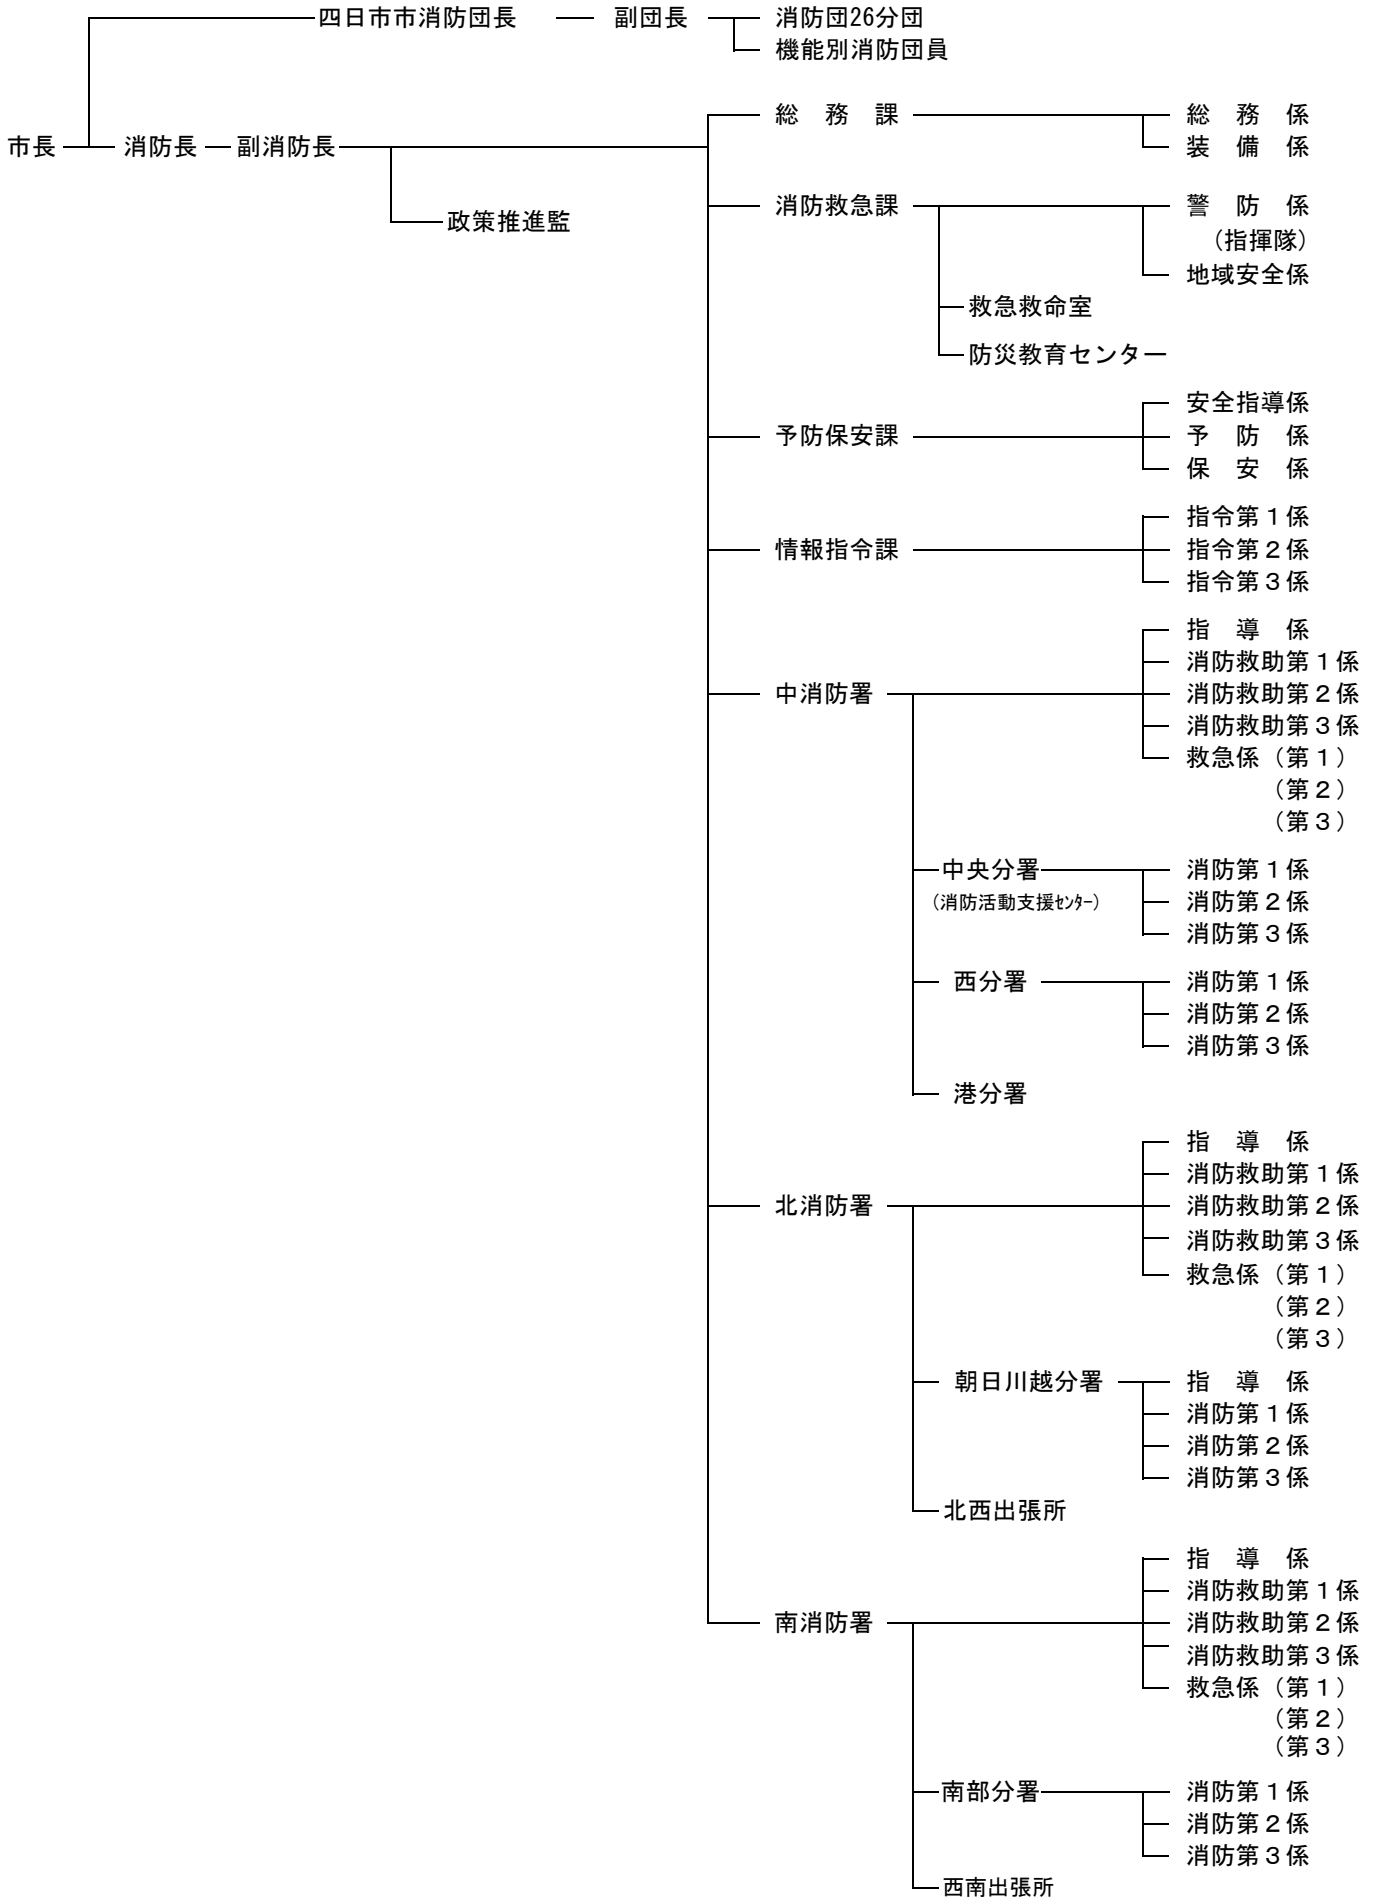 四日市市消防団長 副団長 消防団26分団
機能別消防団員
総　務　課 総　務　係
市長 消防長 副消防長 装　備　係
消防救急課 警　防　係
政策推進監
（指揮隊）
地域安全係
救急救命室
防災教育センター
安全指導係
予防保安課 予　防　係
保　安　係
指令第１係
情報指令課 指令第２係
指令第３係
指　導　係
消防救助第１係
中消防署 消防救助第２係
消防救助第３係
救急係（第１）
（第２）
（第３）
中央分署 消防第１係
（消防活動支援ｾﾝﾀｰ） 消防第２係
消防第３係
西分署 消防第１係
消防第２係
消防第３係
港分署
指　導　係
消防救助第１係
北消防署 消防救助第２係
消防救助第３係
救急係（第１）
（第２）
（第３）
朝日川越分署 指　導　係
消防第１係
消防第２係
消防第３係
北西出張所
指　導　係
消防救助第１係
南消防署 消防救助第２係
消防救助第３係
救急係（第１）
（第２）
（第３）
南部分署 消防第１係
消防第２係
消防第３係
西南出張所